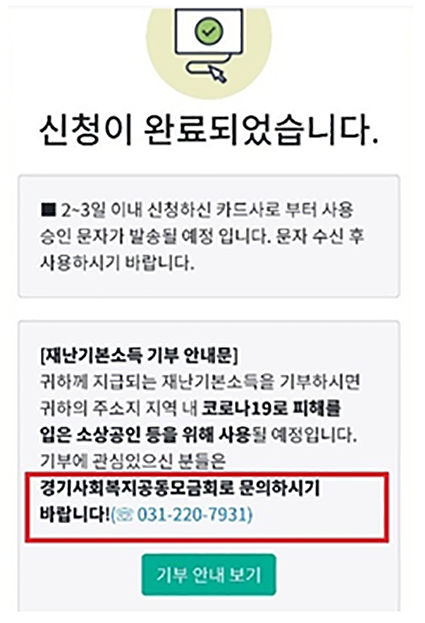 신청이 완료되었습니다.
■ 2~3일 이내 신청하신 카드사로 부터 사용
승인 문자가 발송될 예정 입니다. 문자 수신 후
사용하시기 바랍니다.
[재난기본소득 기부 안내문]
귀하께 지급되는 재난기본소득을 기부하시면
귀하의 주소지 지역 내 코로나19로 피해를
입은 소상공인 등을 위해 사용될 예정입니다.
기부에 관심있으신 분들은
경기사회복지공동모금회로 문의하시기
바랍니다!(☏ 031-220-7931)
기부 안내 보기